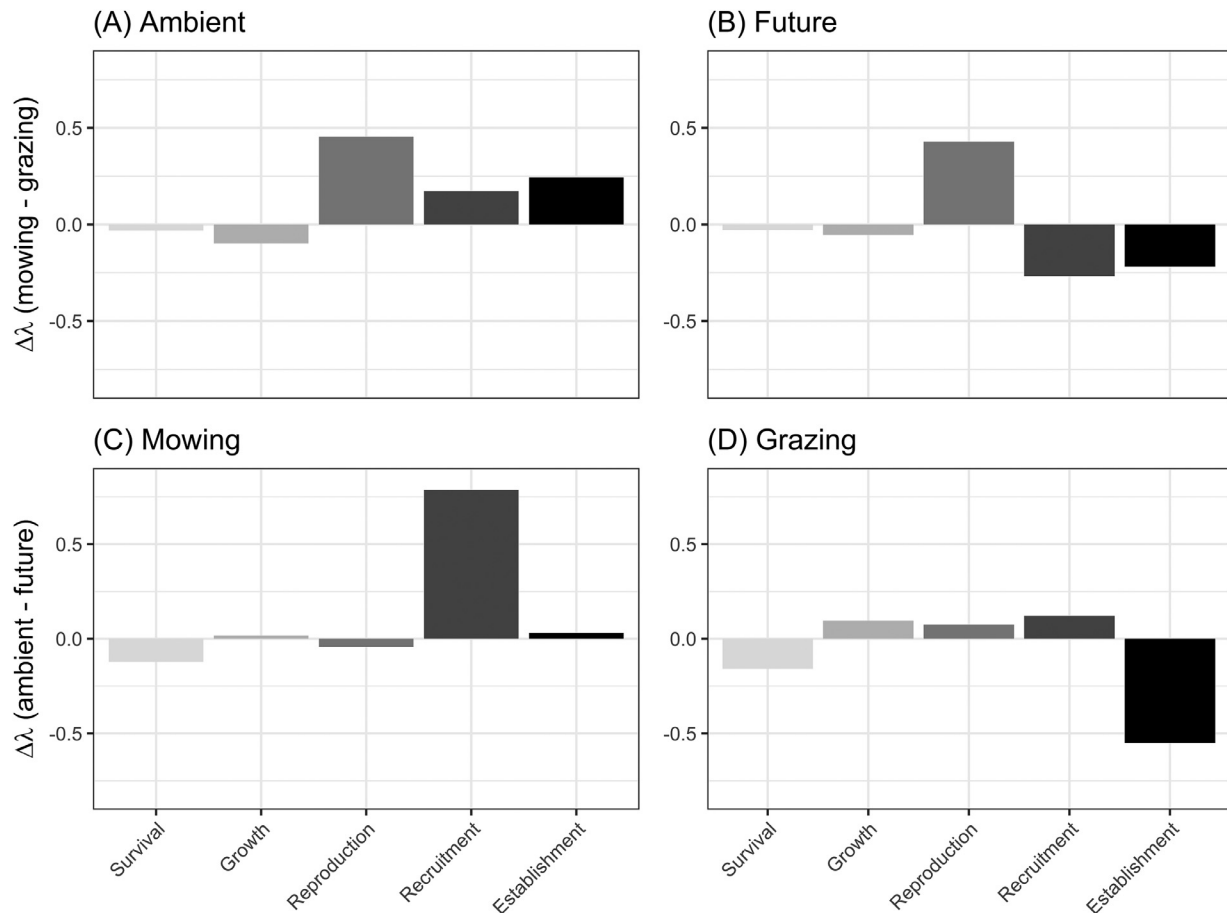 (A) Ambient
(B) Future
Δλ (mowing - grazing)
0.5
0.0
-0.5
0.5
0.0
-0.5
(C) Mowing
(D) Grazing
Δλ (ambient - future)
0.5
0.0
-0.5
0.5
0.0
-0.5
Survival
Growth
Reproduction
Recruitment
Establishment
Survival
Growth
Reproduction
Recruitment
Establishment